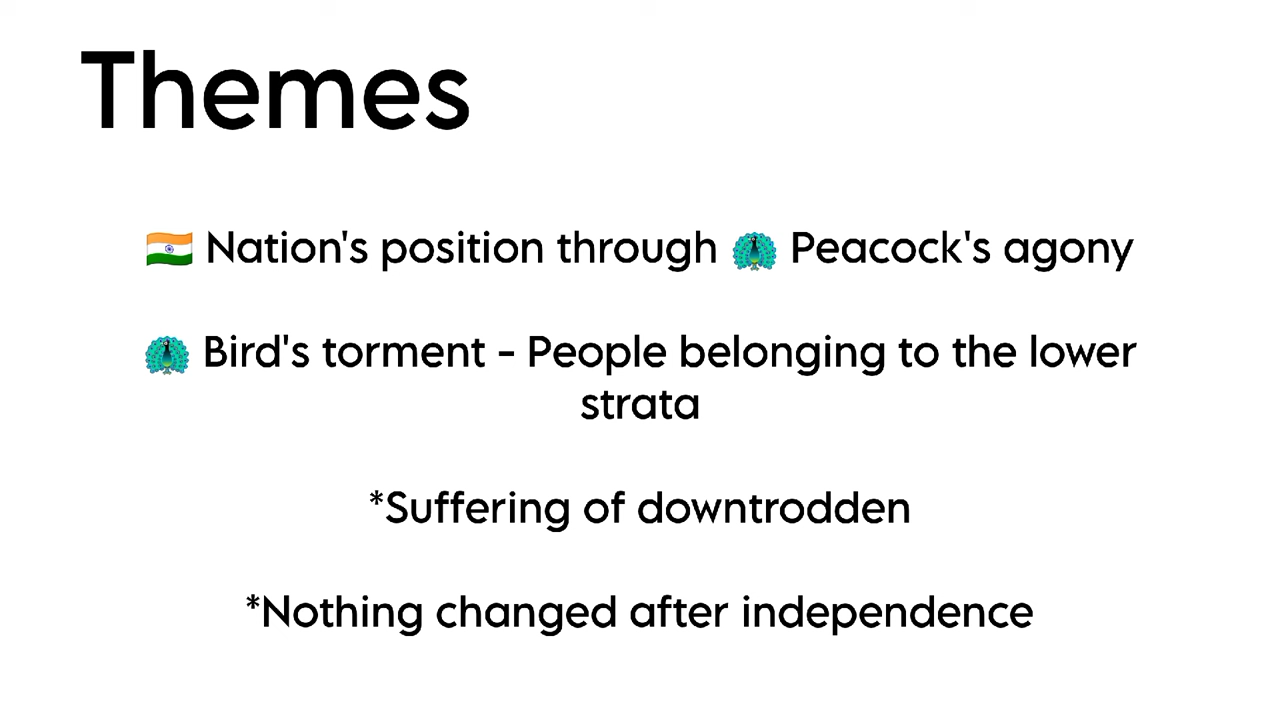 Themes
🇮🇳 Nation's position through 🦚 Peacock's agony
🦚 Bird's torment - People belonging to the lower
strata
*Suffering of downtrodden
*Nothing changed after independence